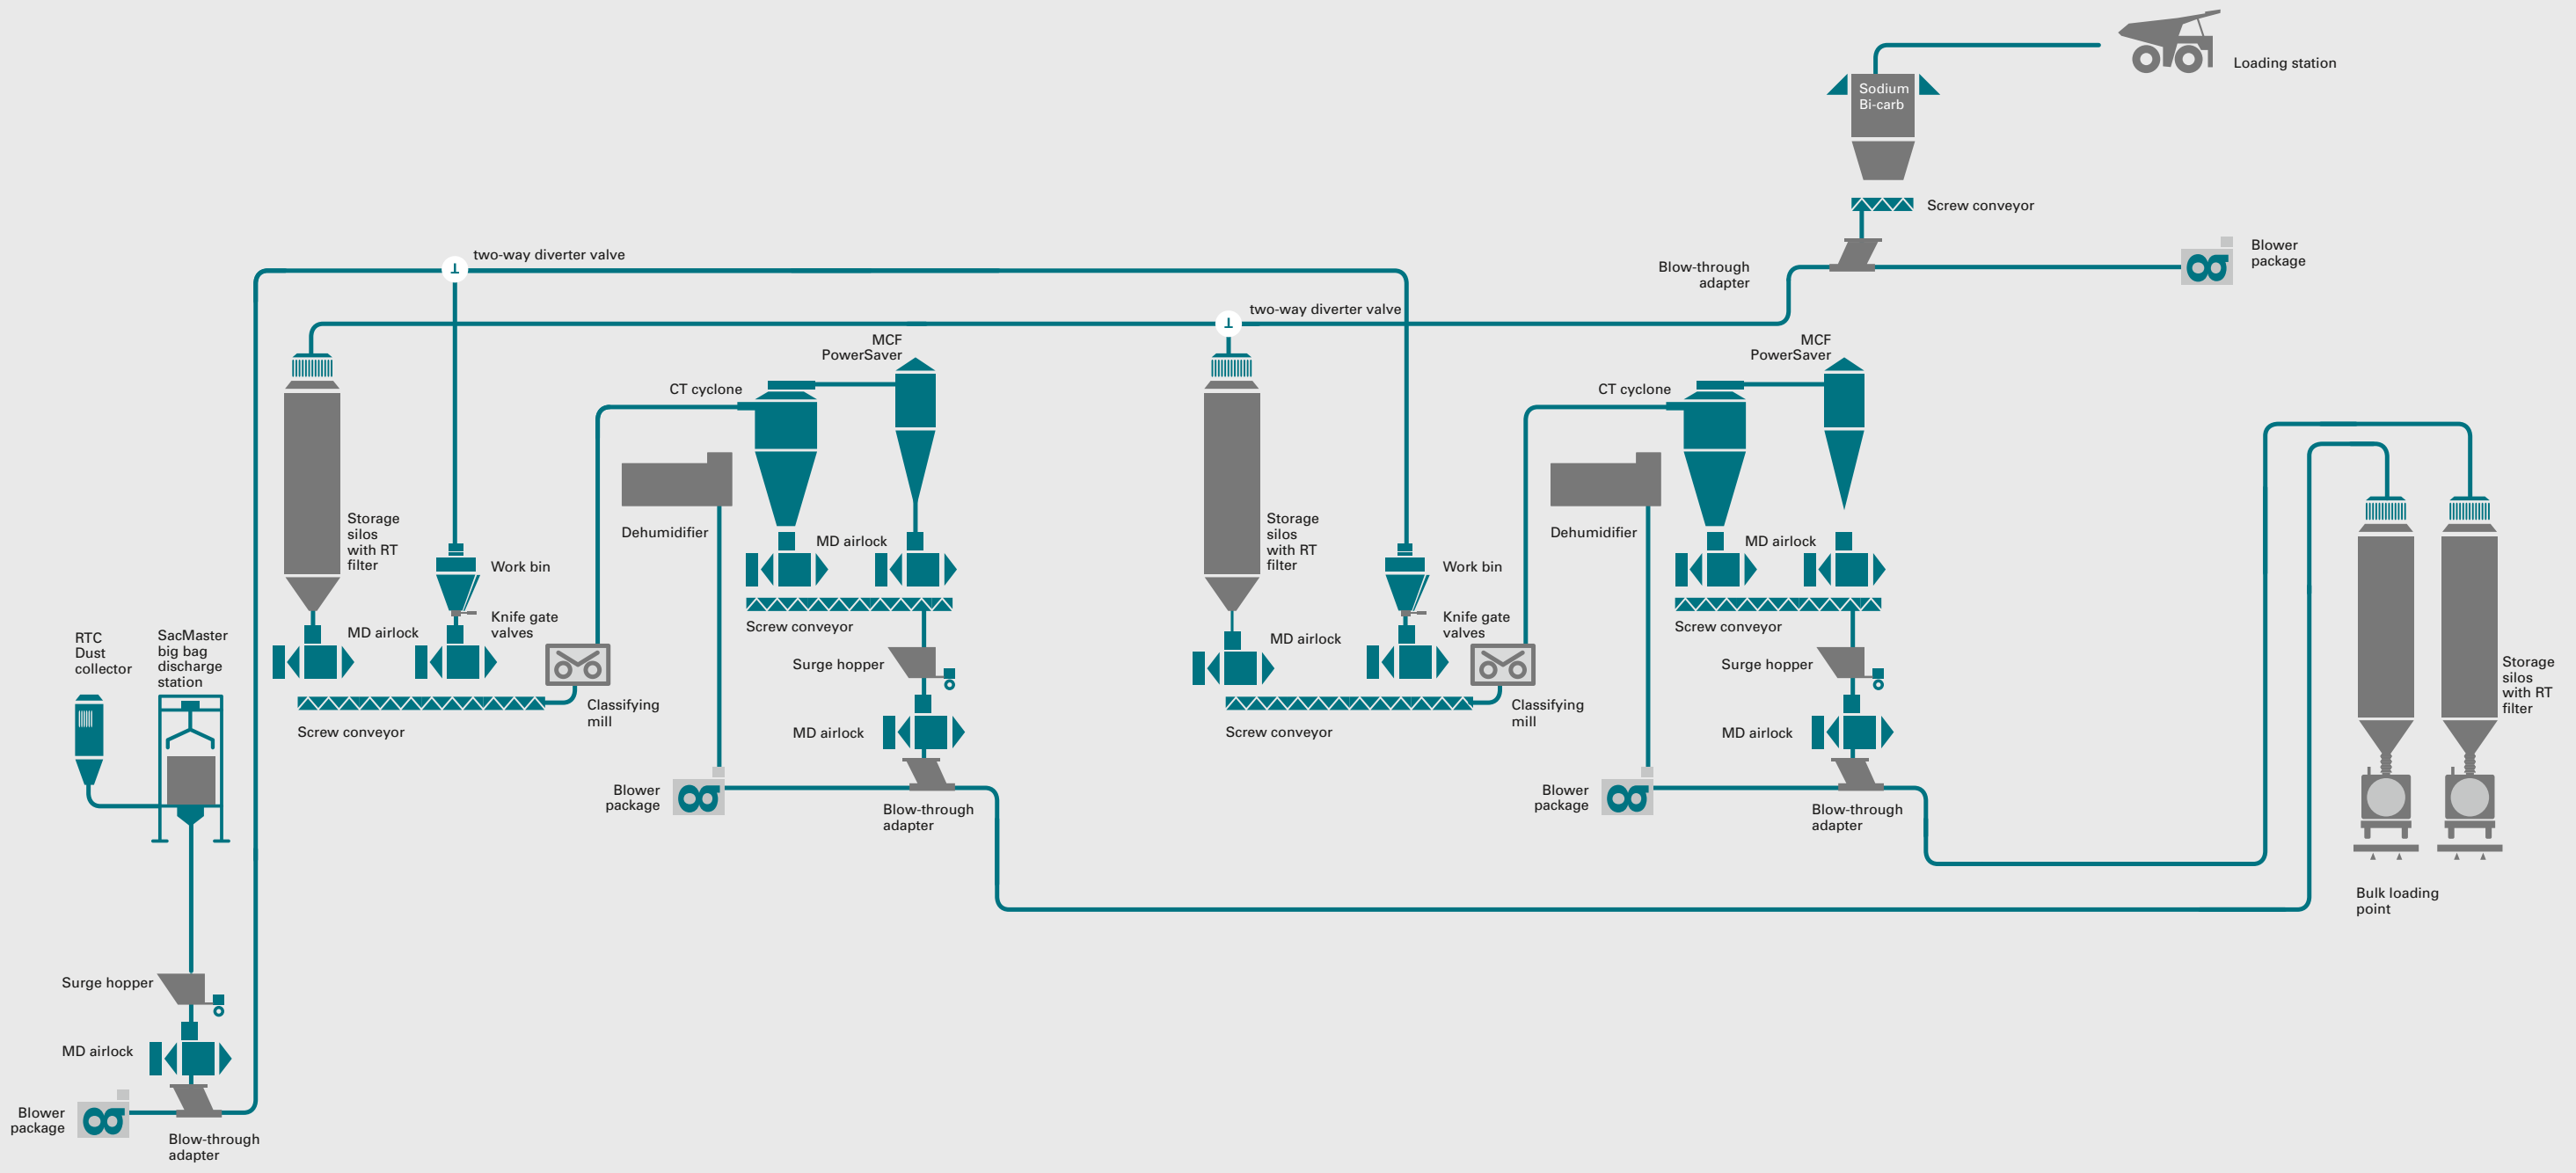 Loading station
Sodium
Bi-carb
Screw conveyor
Blower
package
Blow-through
adapter
two-way diverter valve
two-way diverter valve
MCF
PowerSaver
CT cyclone
MCF
PowerSaver
CT cyclone
Storage
silos
with RT
filter
Dehumidifier
MD airlock
Work bin
Knife gate
valves
MD airlock
Screw conveyor
Storage
silos
with RT
filter
Dehumidifier
MD airlock
Work bin
Knife gate
valves
MD airlock
Screw conveyor
RTC
Dust
collector
SacMaster
big bag
discharge
station
Surge hopper
Classifying
mill
Screw conveyor
MD airlock
Surge hopper
Classifying
mill
Screw conveyor
MD airlock
Storage
silos
with RT
filter
Blower
package
Blow-through
adapter
Blower
package
Blow-through
adapter
Bulk loading
point
Surge hopper
MD airlock
Blower
package
Blow-through
adapter